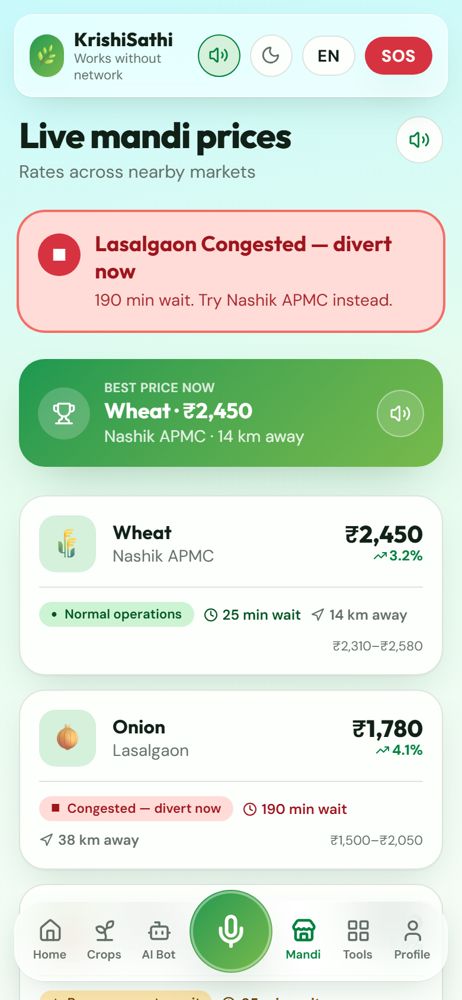 KrishiSathi
Works without
network
EN
SOS
Live mandi prices
Rates across nearby markets
Lasalgaon Congested — divert
now
190 min wait. Try Nashik APMC instead.
BEST PRICE NOW
Wheat · ₹2,450
Nashik APMC · 14 km away
Wheat
₹2,450
Nashik APMC
3.2%
Normal operations
25 min wait
14 km away
₹2,310–₹2,580
Onion
₹1,780
Lasalgaon
4.1%
Congested — divert now
190 min wait
38 km away
₹1,500–₹2,050
Home
Crops
AI Bot
Mandi
Tools
Profile